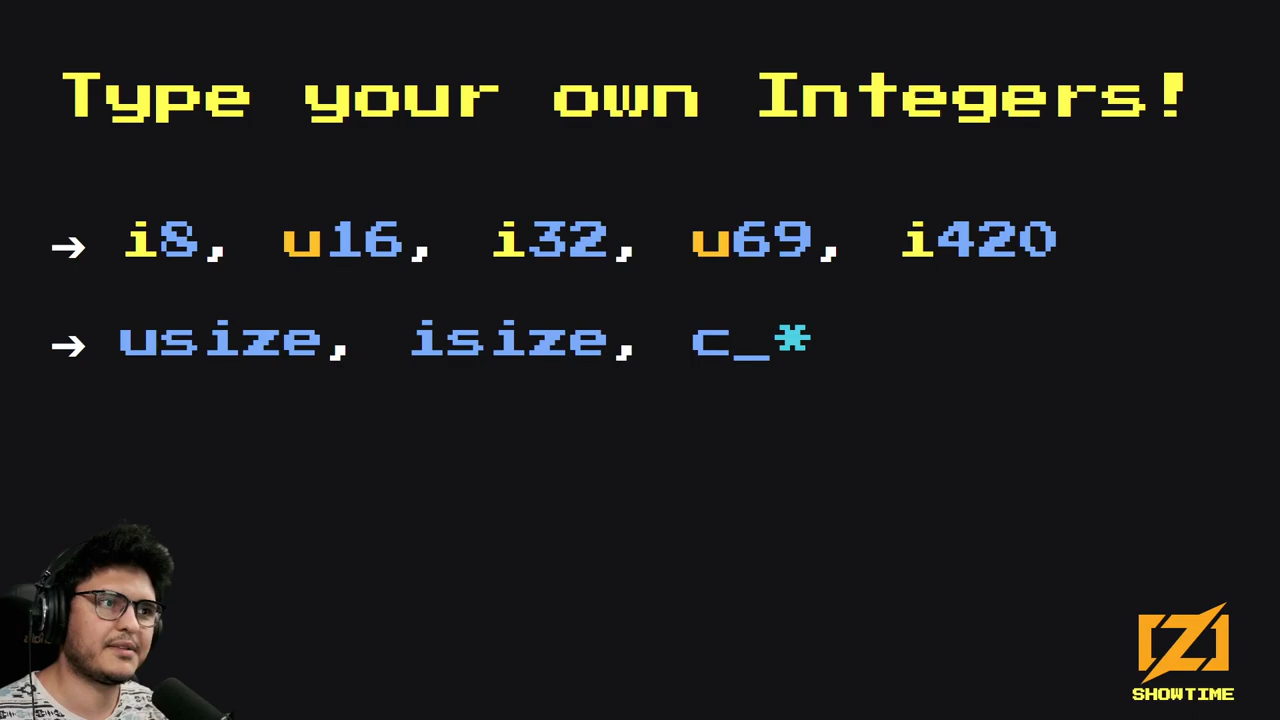 Type your own Integers!
→ i8, u16, i32, u69, i420
→ usize, isize, c_*
SHOWTIME